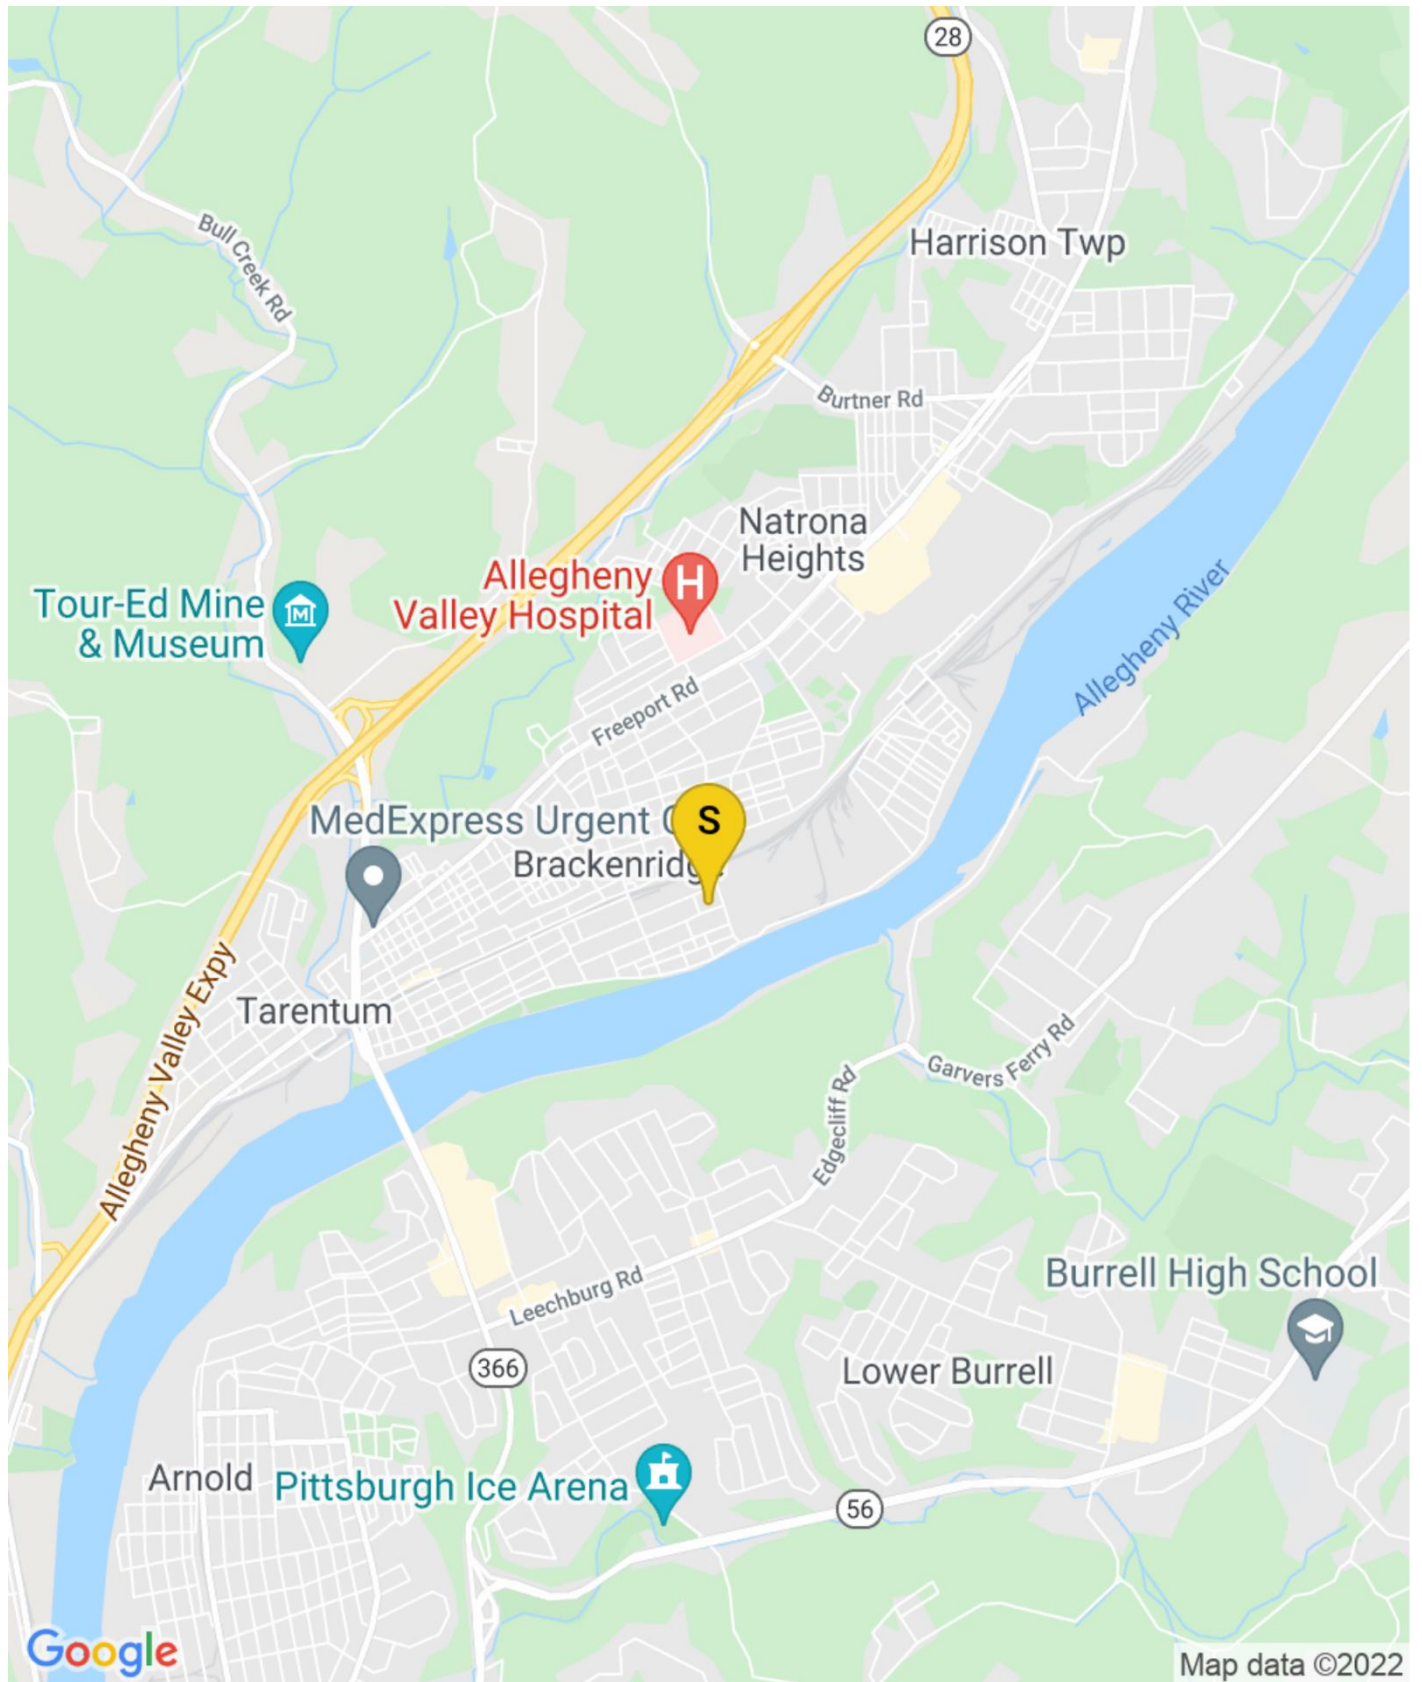 28
Bull Creek Rd
Harrison Twp
Burtner Rd
Natrona
Heights
Allegheny
Valley Hospital
H
Tour-Ed Mine
& Museum
M
Allegheny River
Freeport Rd
MedExpress Urgent
S
Brackenridge
Allegheny Valley Expy
Tarentum
Garvers Ferry Rd
Edgecliff Rd
Leechburg Rd
Burrell High School
366
Lower Burrell
Arnold
Pittsburgh Ice Arena
56
Google
Map data ©2022